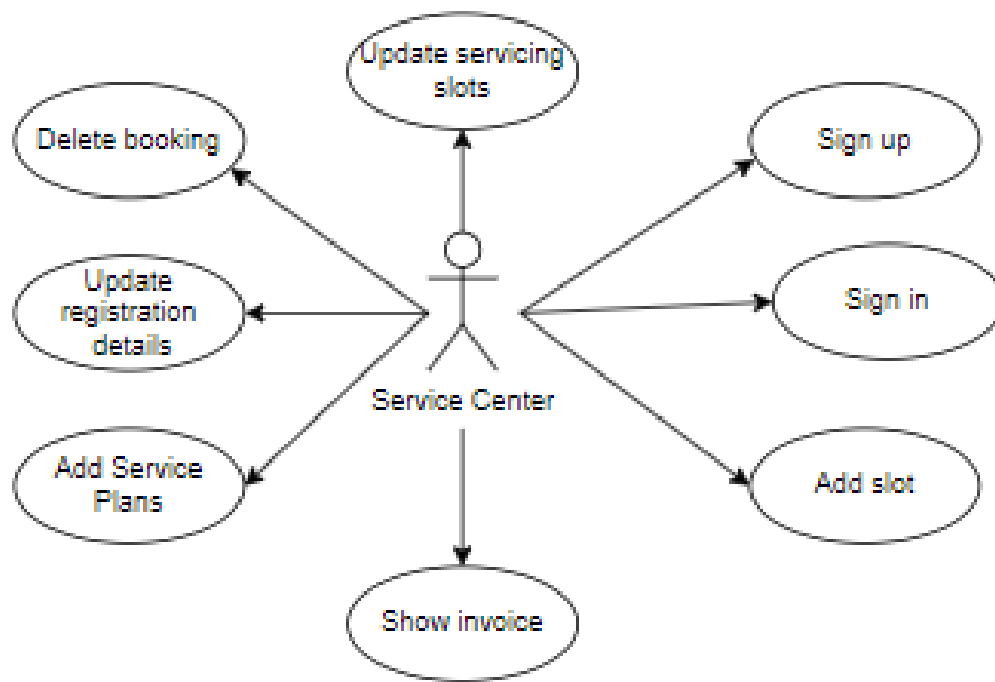 Update servicing
slots
Delete booking
Sign up
Update
registration
details
Sign in
Service Center
Add Service
Plans
Add slot
Show invoice